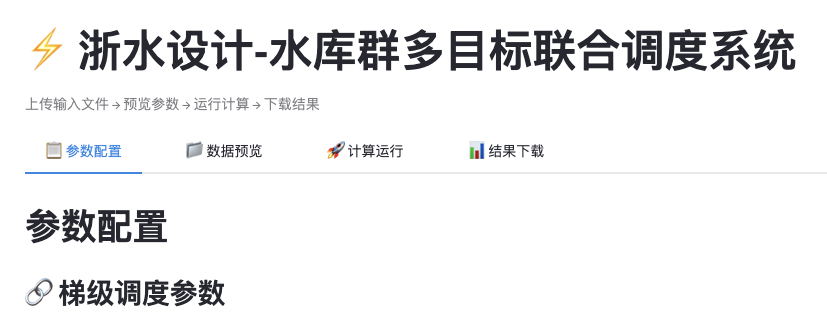 ⚡ 浙水设计-水库群多目标联合调度系统
上传输入文件 → 预览参数 → 运行计算 → 下载结果
📋 参数配置 📁 数据预览 🚀 计算运行 📊 结果下载
参数配置
🔗 梯级调度参数